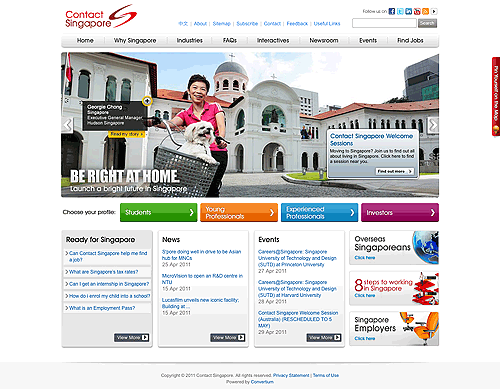 Contact
Singapore
Follow us on
中文 | About | Sitemap | Subscribe | Contact | Feedback | Useful Links
Search
Home Why Singapore Industries FAQs Interactives Newsroom Events Find Jobs
Pin Yourself on the Map
Georgie Chong
Singapore
Executive General Manager,
Hudson Singapore
Read my story >
BE RIGHT AT HOME.
Launch a bright future in Singapore
Contact Singapore Welcome
Sessions
Moving to Singapore? Join us to find out all
about living in Singapore. Click here to find
a session near you.
Find out more
Choose your profile:
Students
Young
Professionals
Experienced
Professionals
Investors
Ready for Singapore
Can Contact Singapore help me find
a job?
What are Singapore's tax rates?
Can I get an internship in Singapore?
How do I enrol my child into a school?
What is an Employment Pass?
View More
News
S'pore doing well in drive to be Asian
hub for MNCs
25 Apr 2011
MicroVision to open an R&D centre in
NTU
15 Apr 2011
Lucasfilm unveils new iconic facility;
Building at ...
15 Apr 2011
View More
Events
Careers@Singapore: Singapore
University of Technology and Design
(SUTD) at Princeton University
27 Apr 2011
Careers@Singapore: Singapore
University of Technology and Design
(SUTD) at Harvard University
28 Apr 2011
Contact Singapore Welcome Session
(Australia) (RESCHEDULED TO 5
MAY)
29 Apr 2011
View More
Overseas
Singaporeans
Click here
8 steps to working
in Singapore
Click here
Singapore
Employers
Click here
Copyright © 2011 Contact Singapore. All rights reserved. Privacy Statement | Terms of Use
Powered by Convertium.